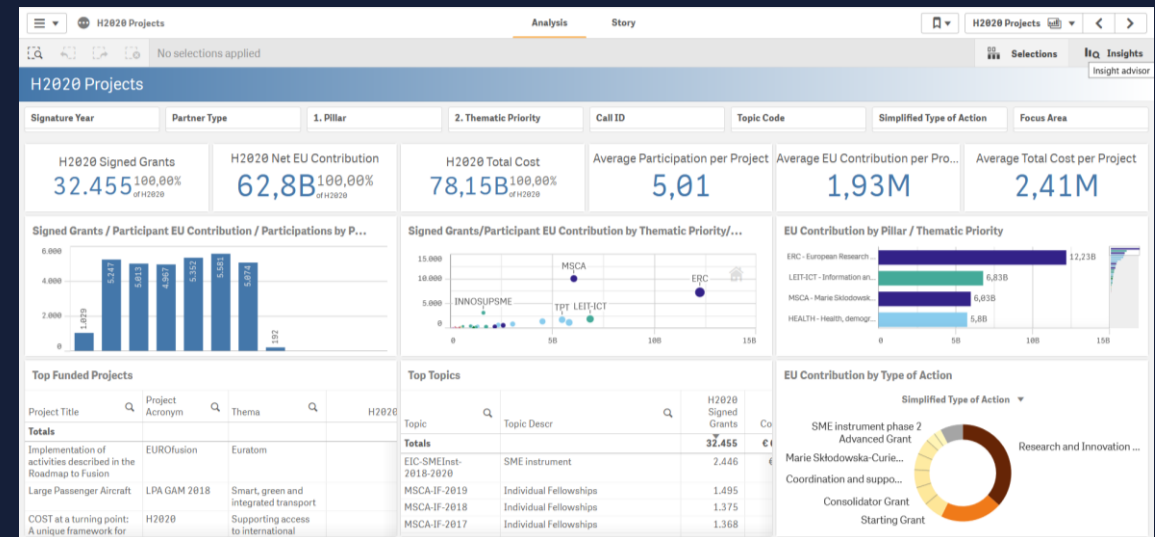 H2020 Projects
Analysis
Story
H2020 Projects
No selections applied
Selections
Insights
Insight advisor
H2020 Projects
Signature Year
Partner Type
1. Pillar
2. Thematic Priority
Call ID
Topic Code
Simplified Type of Action
Focus Area
H2020 Signed Grants
32.455 100,00%
of H2020
H2020 Net EU Contribution
62,8B 100,00%
of H2020
H2020 Total Cost
78,15B 100,00%
of H2020
Average Participation per Project
5,01
Average EU Contribution per Pro...
1,93M
Average Total Cost per Project
2,41M
Signed Grants / Participant EU Contribution / Participations by P...
6.000
4.000
2.000
0
1.029
5.247
5.013
4.967
5.352
5.581
5.074
192
Signed Grants/Participant EU Contribution by Thematic Priority/...
15.000
10.000
5.000
0
MSCA
ERC
INNOSUPSME
TPT
LEIT-ICT
0
5B
10B
15B
EU Contribution by Pillar / Thematic Priority
ERC - European Research ...
12,23B
LEIT-ICT - Information an...
6,83B
MSCA - Marie Sklodowsk...
6,03B
HEALTH - Health, demogr...
5,8B
0
5B
10B
15B
Top Funded Projects
Project Title
Project Acronym
Thema
H2020
Totals
Implementation of
activities described in the
Roadmap to Fusion
EUROfusion
Euratom
Large Passenger Aircraft
LPA GAM 2018
Smart, green and
integrated transport
COST at a turning point:
A unique framework for
H2020
Supporting access
to international
Top Topics
Topic
Topic Descr
H2020
Signed
Grants
Co
Totals
32.455
€
EIC-SMEInst-
2018-2020
SME instrument
2.446
€
MSCA-IF-2019
Individual Fellowships
1.495
MSCA-IF-2018
Individual Fellowships
1.375
MSCA-IF-2017
Individual Fellowships
1.368
EU Contribution by Type of Action
Simplified Type of Action
SME instrument phase 2
Advanced Grant
Marie Skłodowska-Curie...
Coordination and suppo...
Consolidator Grant
Starting Grant
Research and Innovation ...